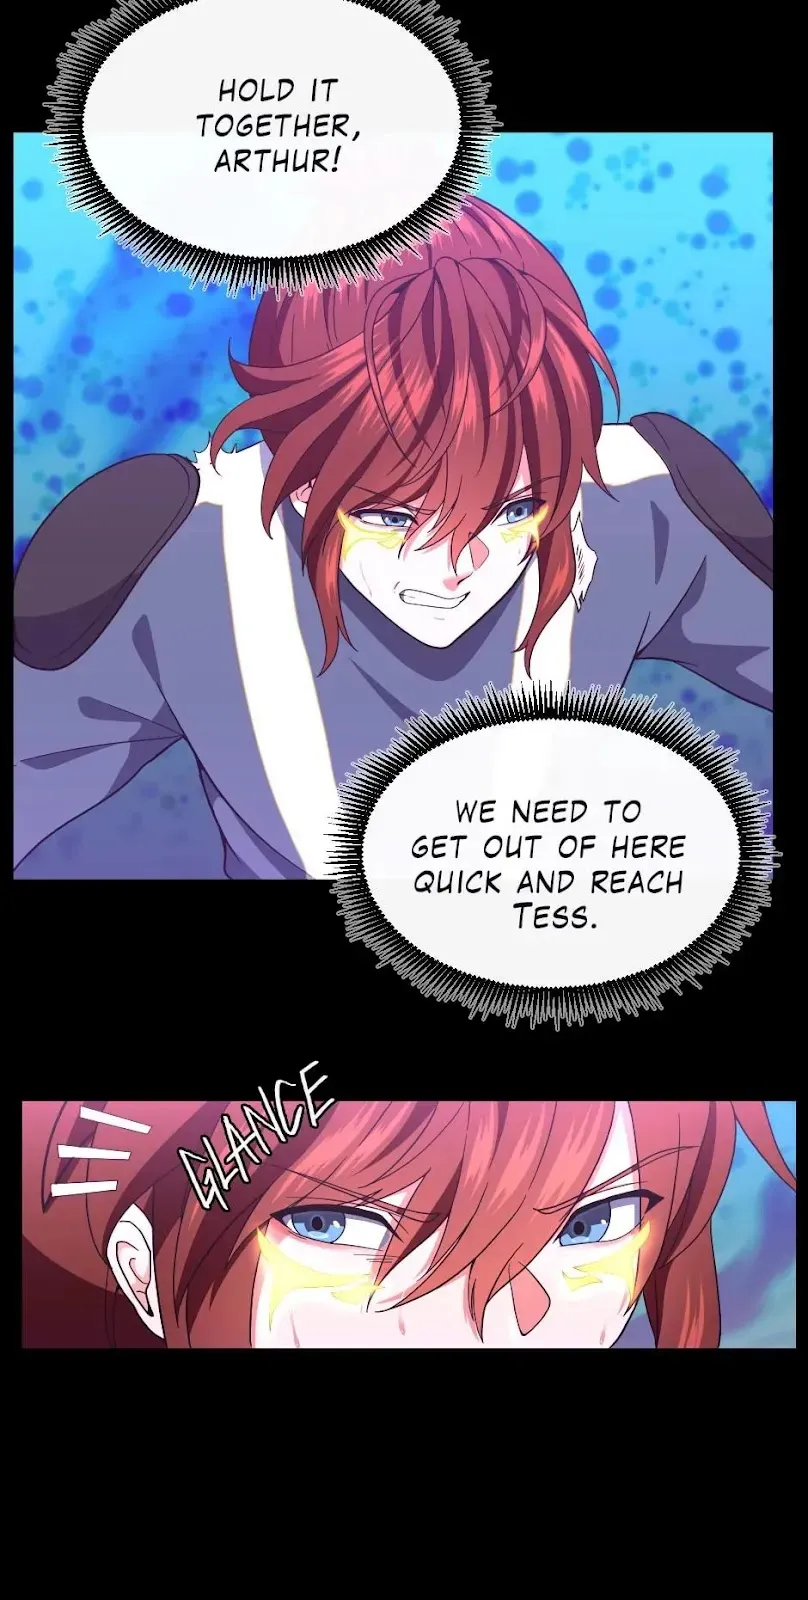 HOLD IT
TOGETHER,
ARTHUR!
WE NEED TO
GET OUT OF HERE
QUICK AND REACH
TESS.
GLANCE